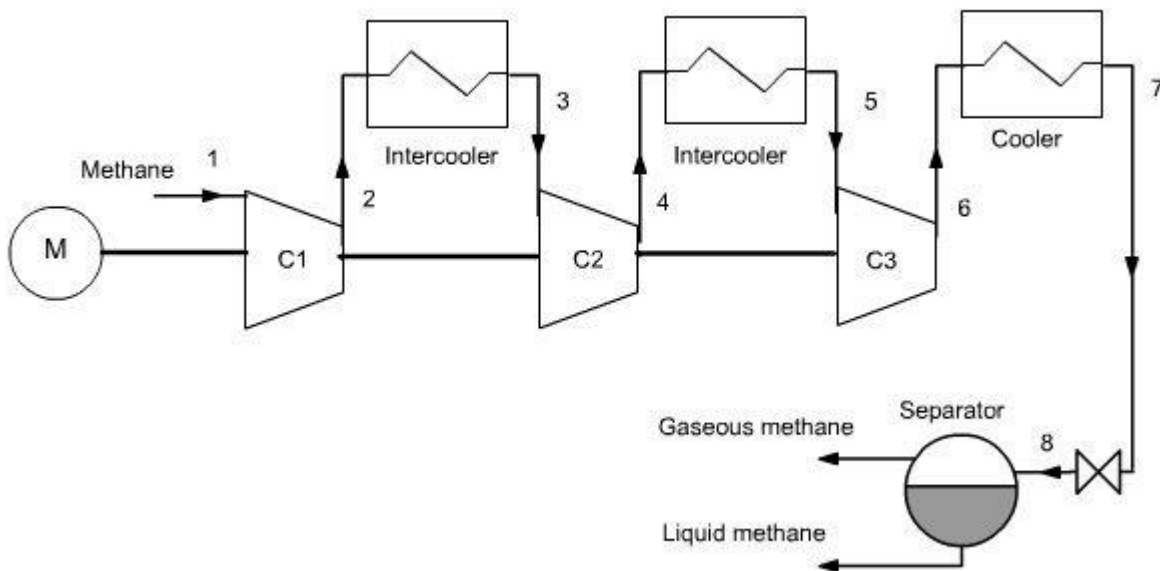 7
3
5
Intercooler
Intercooler
Cooler
1
Methane
2
4
6
M
C1
C2
C3
Separator
Gaseous methane
8
Liquid methane